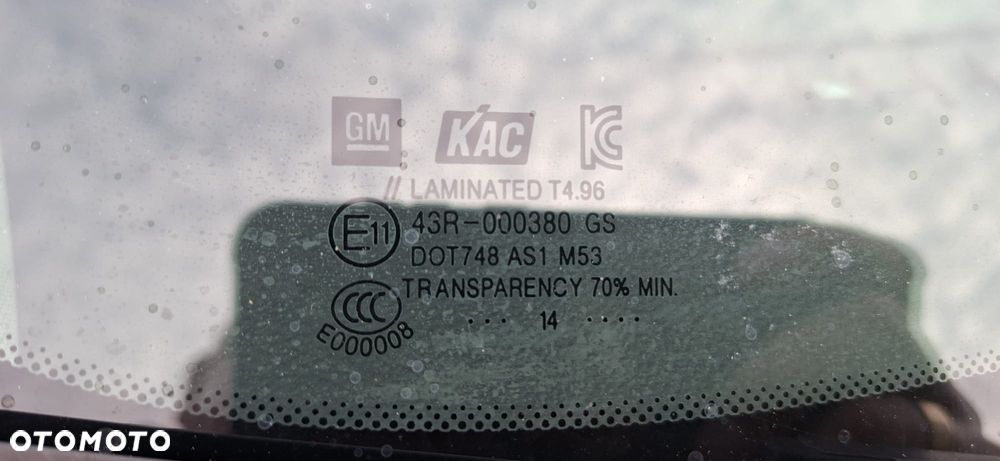 GM KAC KC
// LAMINATED T4.96
E11 43R-000380 GS
DOT748 AS1 M53
CCC TRANSPARENCY 70% MIN.
E000008
... 14 ....
OTOMOTO